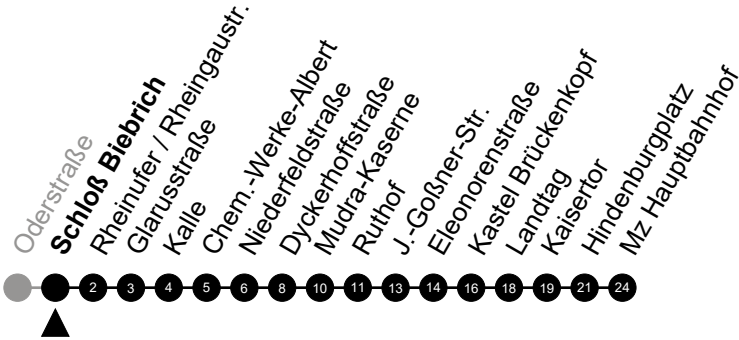 Oderstraße
Schloß Biebrich
Rheinufer / Rheingaustr.
Glarusstraße
Kalle
Chem.-Werke-Albert
Niederfeldstraße
Dyckerhoffstraße
Mudra-Kaserne
Ruthof
J.-Goßner-Str.
Eleonorenstraße
Kastel Brückenkopf
Landtag
Kaisertor
Hindenburgplatz
Mz Hauptbahnhof
2 3 4 5 6 8 10 11 13 14 16 18 19 21 24